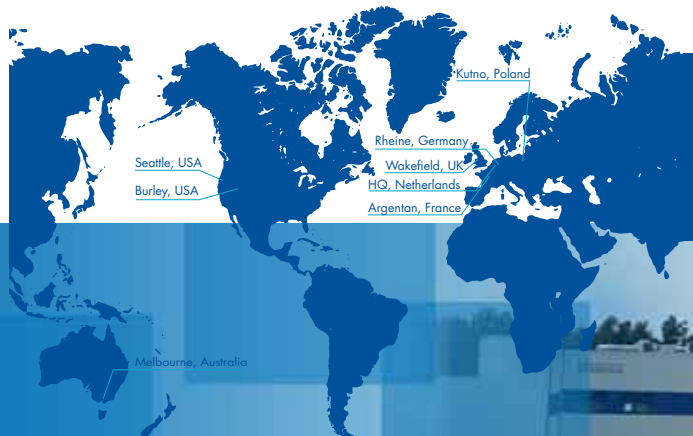 Kutno, Poland
Rheine, Germany
Seattle, USA
Wakefield, UK
Burley, USA
HQ, Netherlands
Argentan, France
Melbourne, Australia